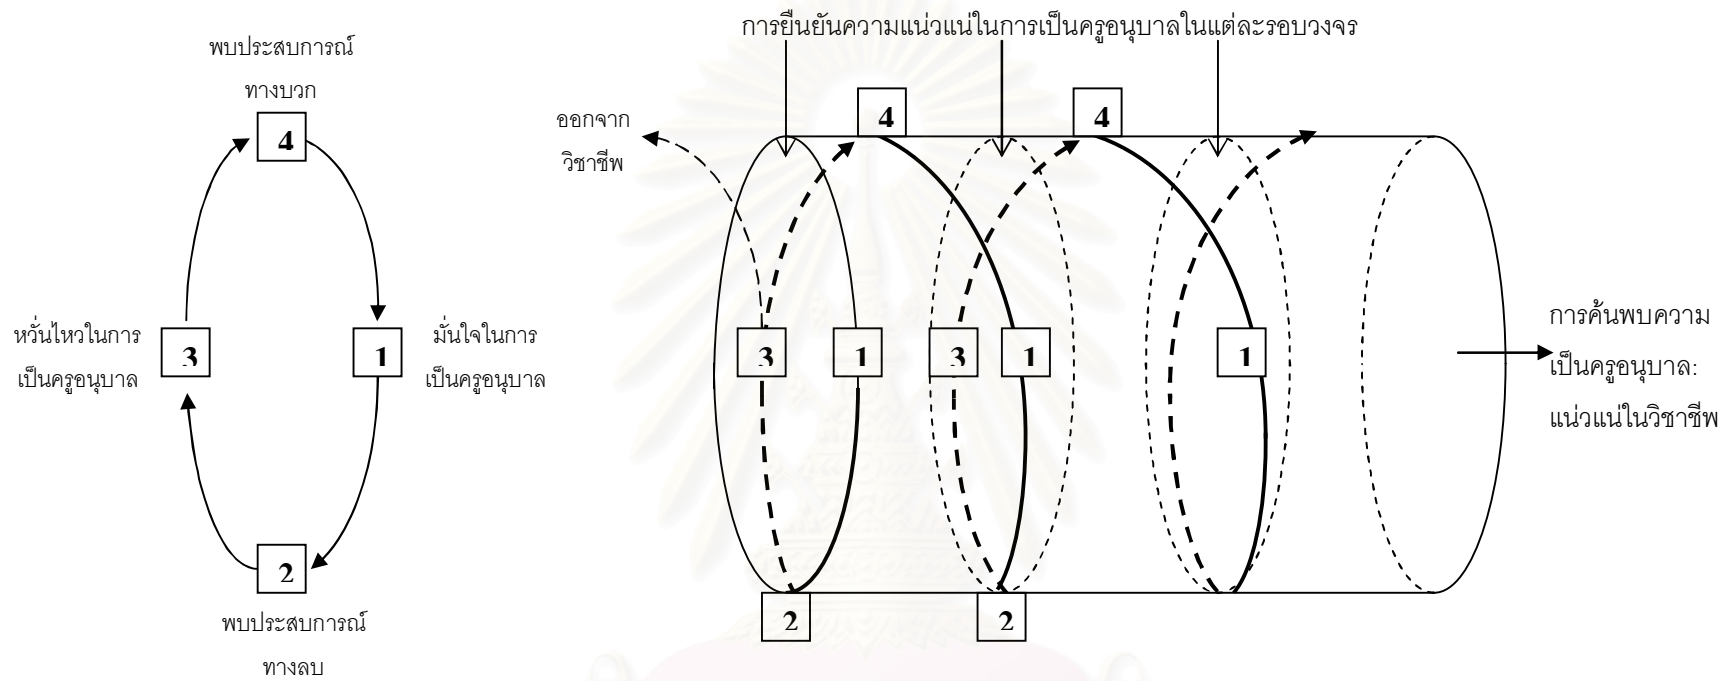 การยืนยันความแน่วแน่ในการเป็นครูอนุบาลในแต่ละรอบวงจร
พบประสบการณ์
ทางบวก
4
หวั่นไหวในการ
เป็นครูอนุบาล
3
1
มั่นใจในการ
เป็นครูอนุบาล
2
พบประสบการณ์
ทางลบ
ออกจาก
วิชาชีพ
4
4
3
1
3
1
1
2
2
การค้นพบความ
เป็นครูอนุบาล:
แน่วแน่ในวิชาชีพ